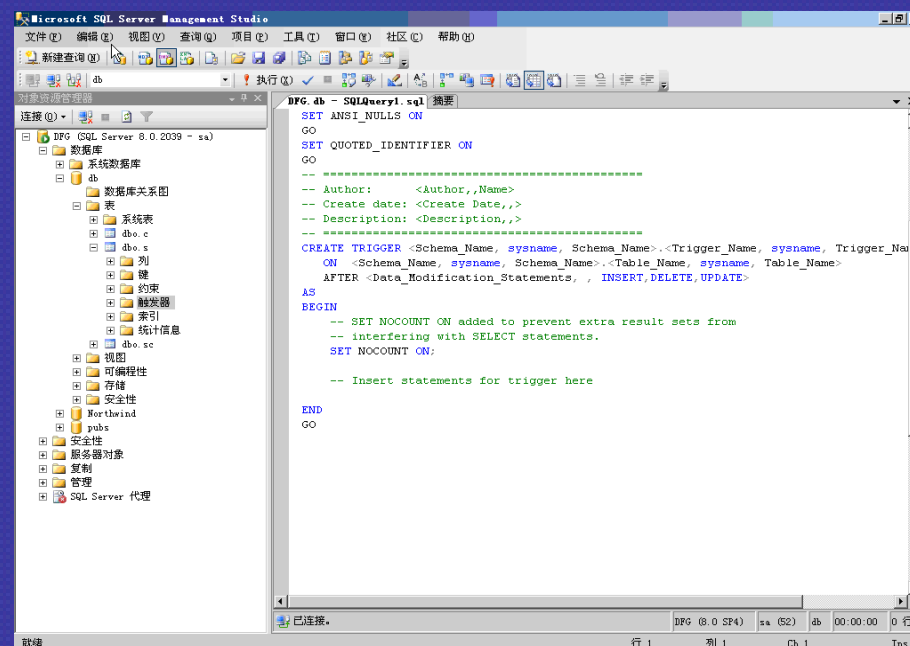 Microsoft SQL Server Management Studio
文件(F) 编辑(E) 视图(V) 查询(Q) 项目(P) 工具(T) 窗口(W) 社区(C) 帮助(H)
新建查询(N)
db 执行(X)
对象资源管理器
连接(O)
DFG (SQL Server 8.0.2039 - sa)
数据库
系统数据库
db
数据库关系图
表
系统表
dbo.c
dbo.s
列
键
约束
触发器
索引
统计信息
dbo.sc
视图
可编程性
存储
安全性
Northwind
pubs
安全性
服务器对象
复制
管理
SQL Server 代理
DFG.db - SQLQuery1.sql 摘要
SET ANSI_NULLS ON
GO
SET QUOTED_IDENTIFIER ON
GO
-- =============================================
-- Author: <Author,,Name>
-- Create date: <Create Date,,>
-- Description: <Description,,>
-- =============================================
CREATE TRIGGER <Schema_Name, sysname, Schema_Name>.<Trigger_Name, sysname, Trigger_Na
ON <Schema_Name, sysname, Schema_Name>.<Table_Name, sysname, Table_Name>
AFTER <Data_Modification_Statements, , INSERT,DELETE,UPDATE>
AS
BEGIN
-- SET NOCOUNT ON added to prevent extra result sets from
-- interfering with SELECT statements.
SET NOCOUNT ON;
-- Insert statements for trigger here
END
GO
已连接。 DFG (8.0 SP4) sa (52) db 00:00:00 0 行
就绪 行 1 列 1 Ch 1 Ins